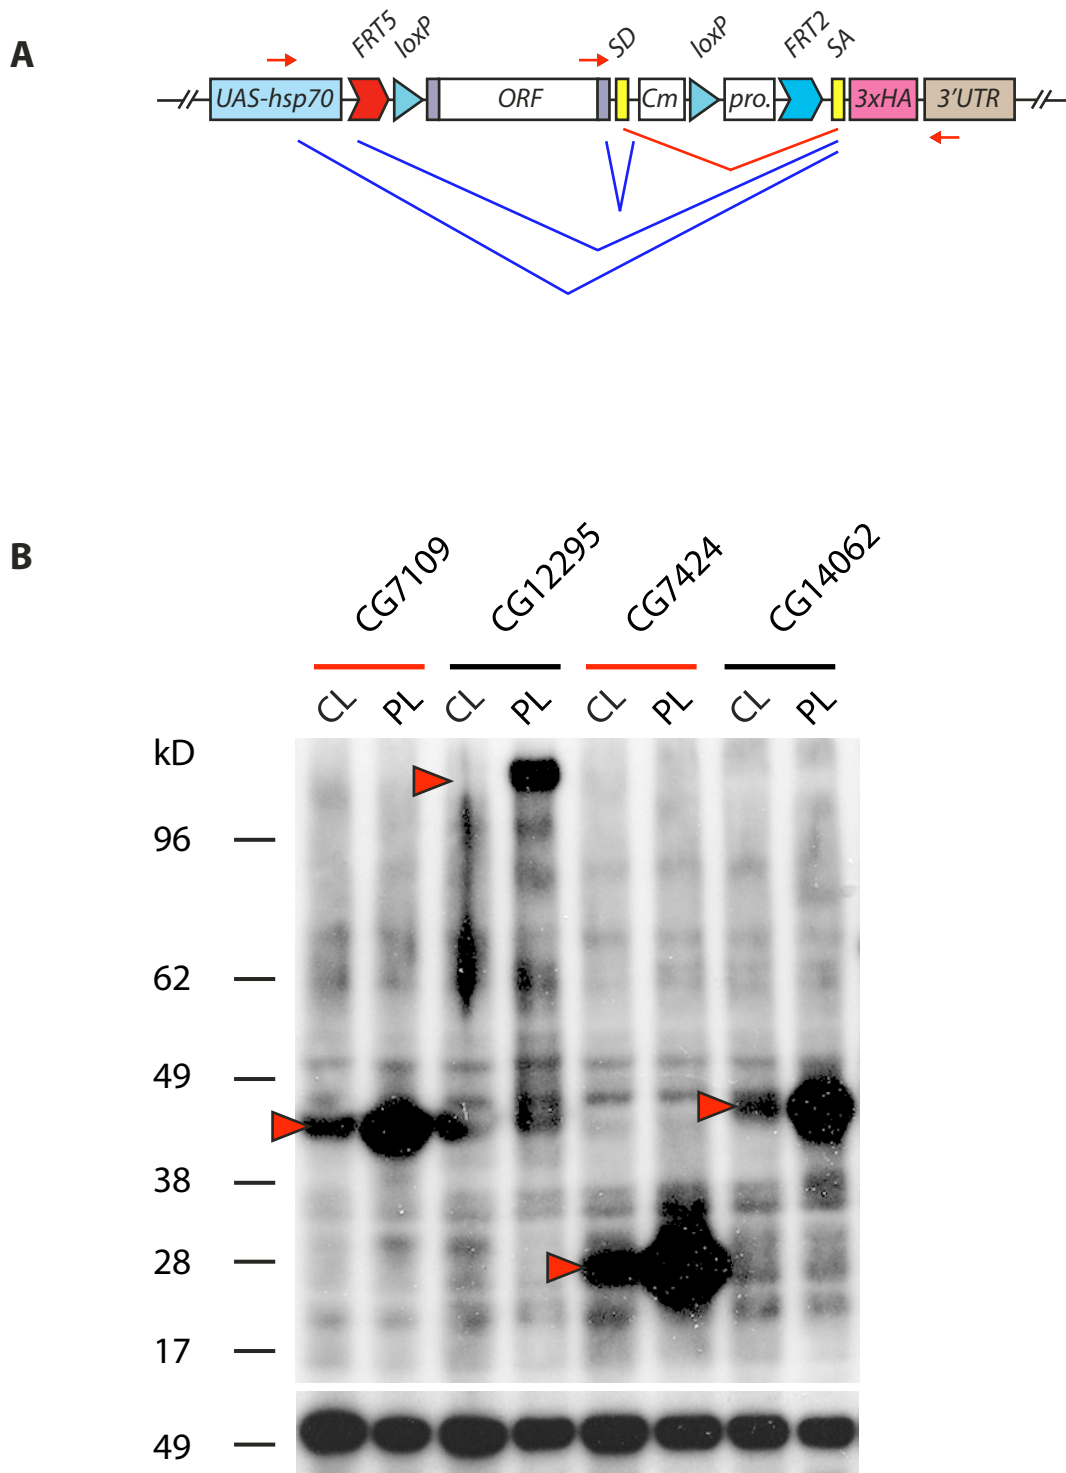 A
FRT5 loxP SD loxP FRT2 SA
UAS-hsp70 ORF Cm pro. 3xHA 3'UTR
B
CG7109 CG12295 CG7424 CG14062
CL PL CL PL CL PL CL PL
kD
96
62
49
38
28
17
49